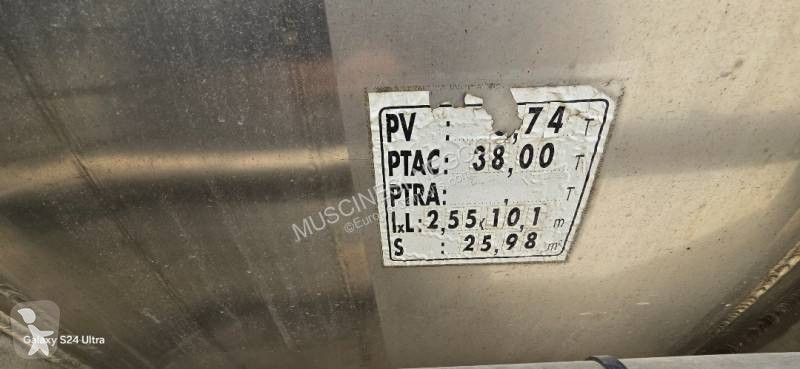 PV : ,74 T
PTAC: 38,00 T
PTRA: , T
lxL: 2,55x10,1 m
S : 25,98 m²
Galaxy S24 Ultra